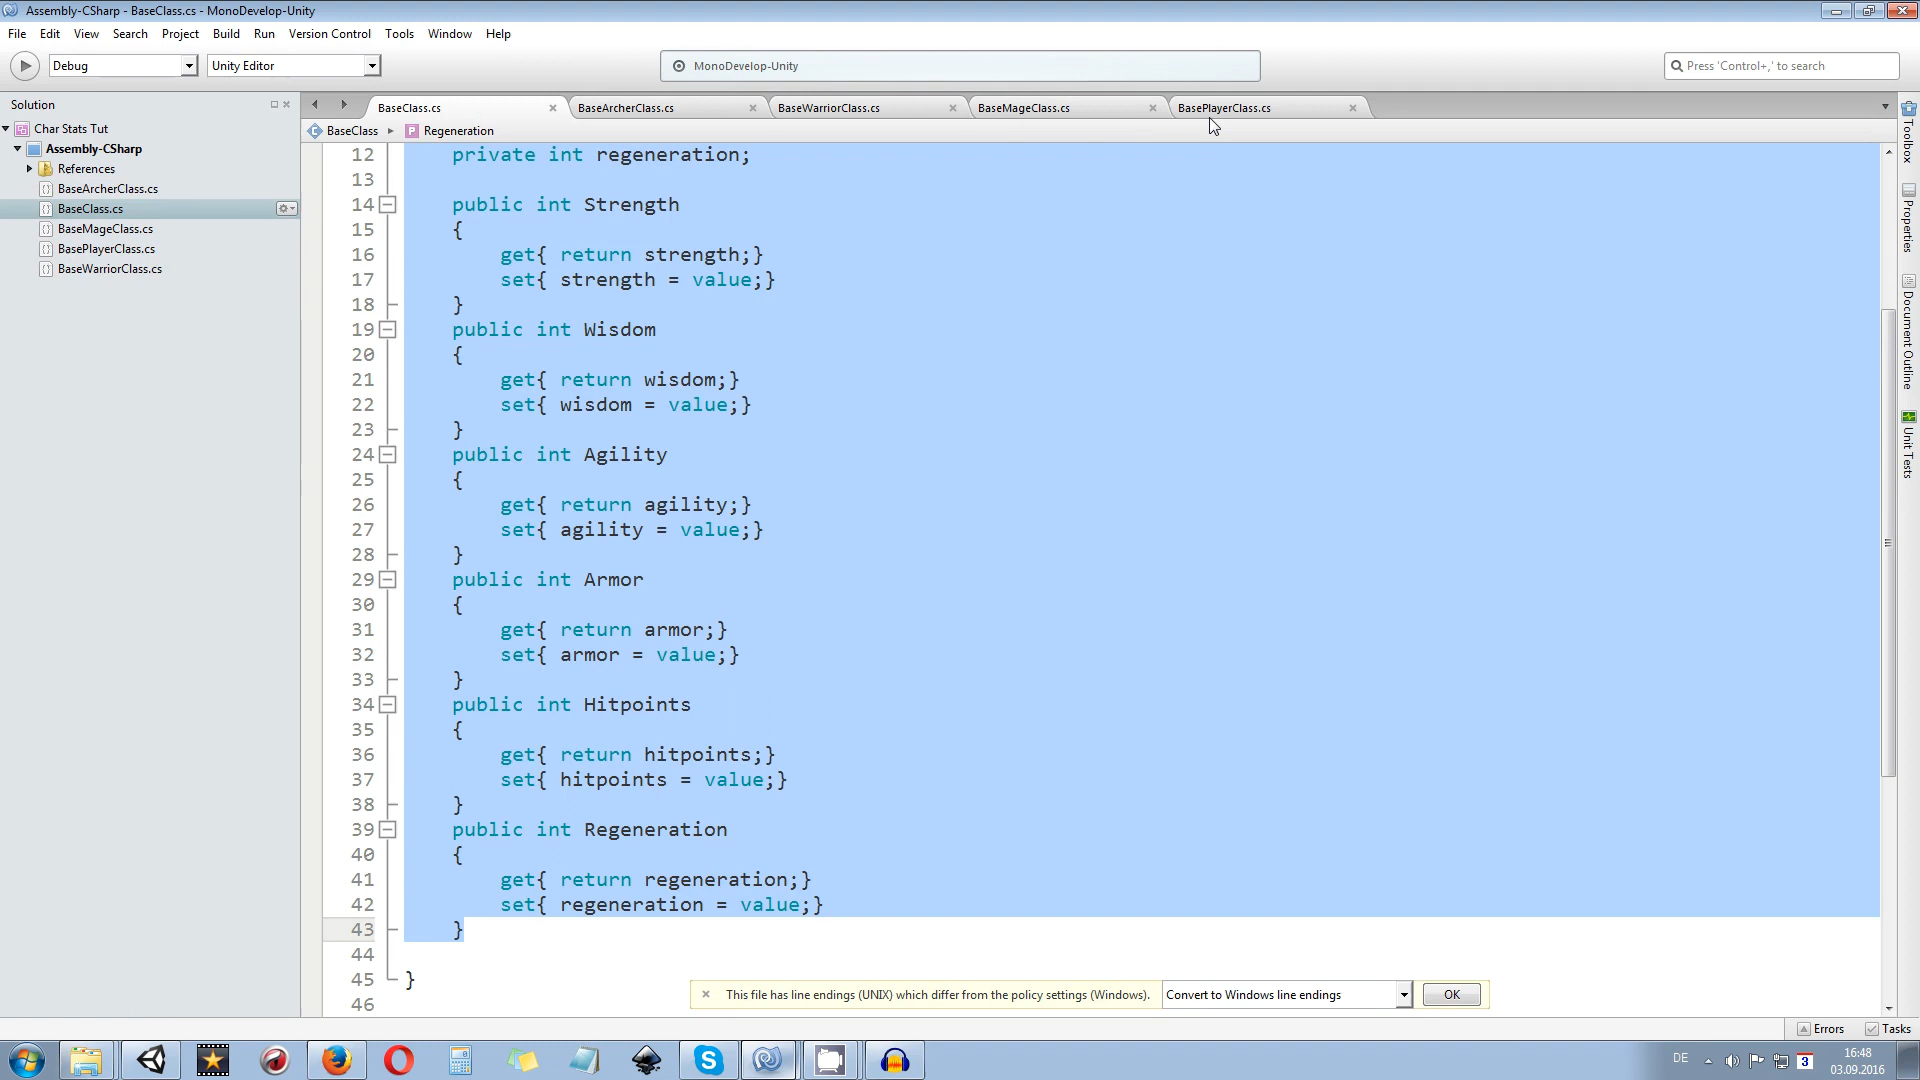 Assembly-CSharp - BaseClass.cs - MonoDevelop-Unity
File Edit View Search Project Build Run Version Control Tools Window Help
Debug Unity Editor MonoDevelop-Unity Press 'Control+,' to search
Solution
Char Stats Tut
Assembly-CSharp
References
BaseArcherClass.cs
BaseClass.cs
BaseMageClass.cs
BasePlayerClass.cs
BaseWarriorClass.cs
BaseClass.cs BaseArcherClass.cs BaseWarriorClass.cs BaseMageClass.cs BasePlayerClass.cs
BaseClass Regeneration
12 private int regeneration;
13
14 public int Strength
15 {
16 get{ return strength;}
17 set{ strength = value;}
18 }
19 public int Wisdom
20 {
21 get{ return wisdom;}
22 set{ wisdom = value;}
23 }
24 public int Agility
25 {
26 get{ return agility;}
27 set{ agility = value;}
28 }
29 public int Armor
30 {
31 get{ return armor;}
32 set{ armor = value;}
33 }
34 public int Hitpoints
35 {
36 get{ return hitpoints;}
37 set{ hitpoints = value;}
38 }
39 public int Regeneration
40 {
41 get{ return regeneration;}
42 set{ regeneration = value;}
43 }
44
45 }
46
This file has line endings (UNIX) which differ from the policy settings (Windows). Convert to Windows line endings OK
Toolbox
Properties
Document Outline
Unit Tests
Errors Tasks
DE 3 16:48
03.09.2016